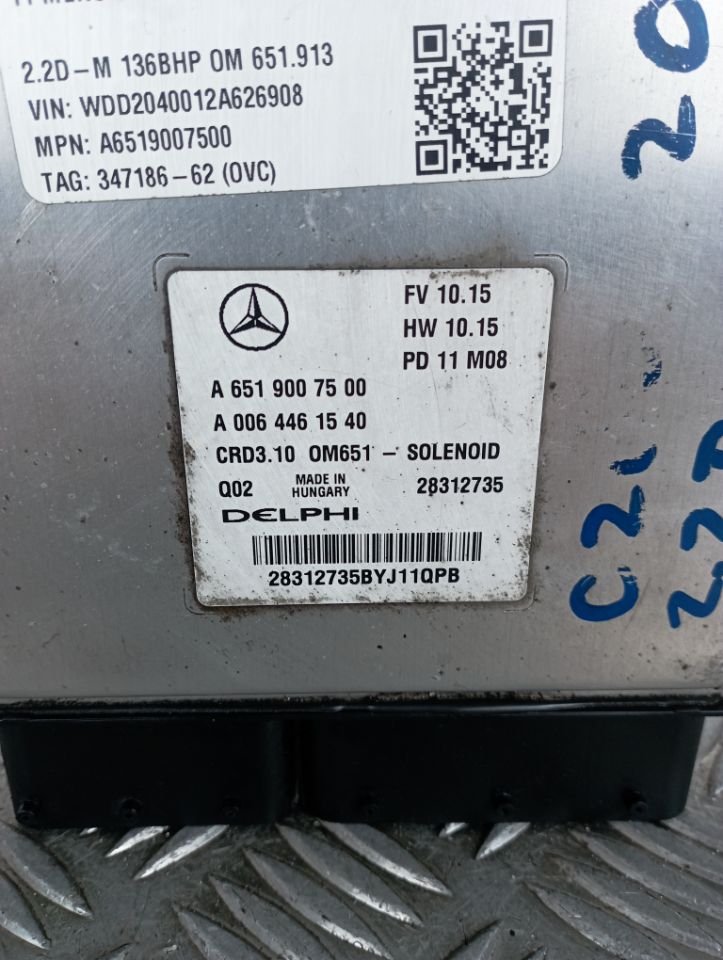 2.2D-M 136BHP OM 651.913
VIN: WDD2040012A626908
MPN: A6519007500
TAG: 347186-62 (OVC)
FV 10.15
HW 10.15
PD 11 M08
A 651 900 75 00
A 006 446 15 40
CRD3.10 OM651 - SOLENOID
Q02 MADE IN HUNGARY 28312735
DELPHI
28312735BYJ11QPB
20